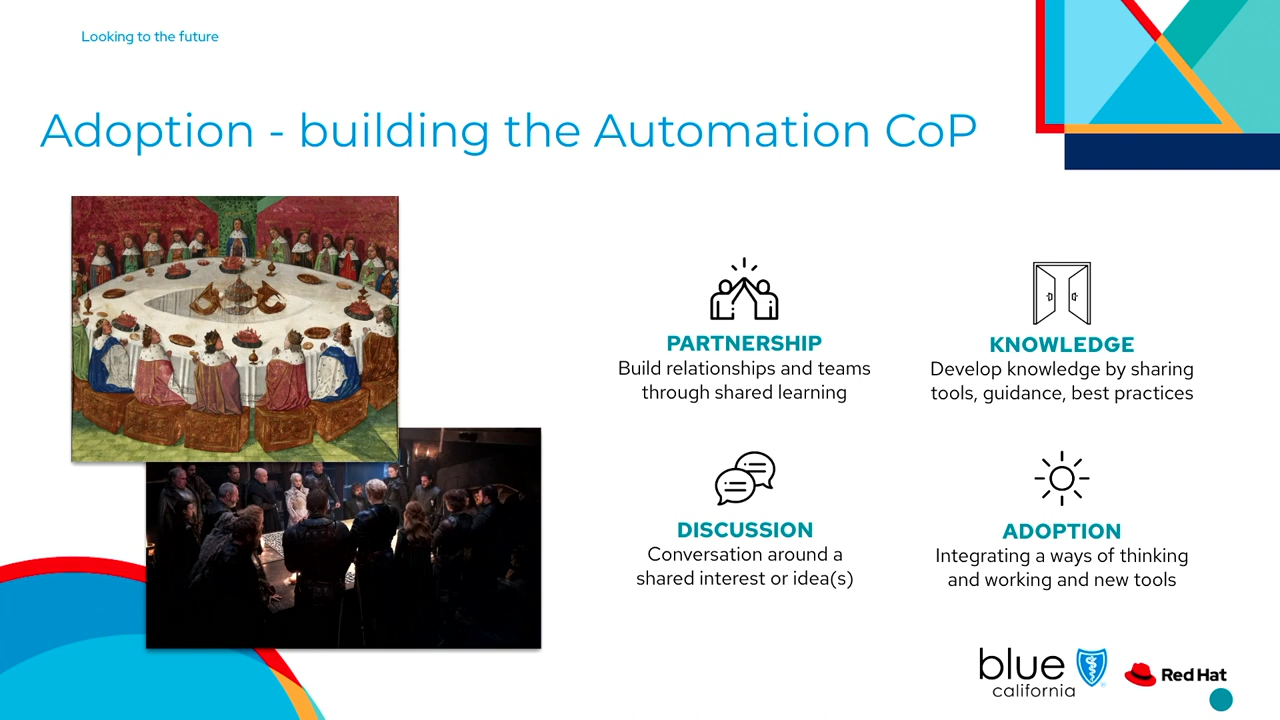 Looking to the future
Adoption - building the Automation CoP
PARTNERSHIP
Build relationships and teams
through shared learning
KNOWLEDGE
Develop knowledge by sharing
tools, guidance, best practices
DISCUSSION
Conversation around a
shared interest or idea(s)
ADOPTION
Integrating a ways of thinking
and working and new tools
blue
california
Red Hat